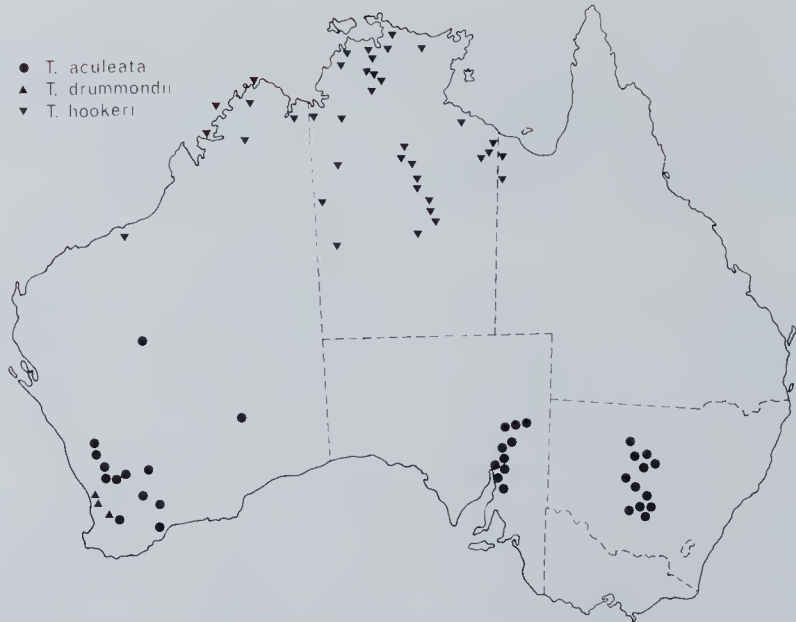 ● T. aculeata
▲ T. drummondii
▼ T. hookeri